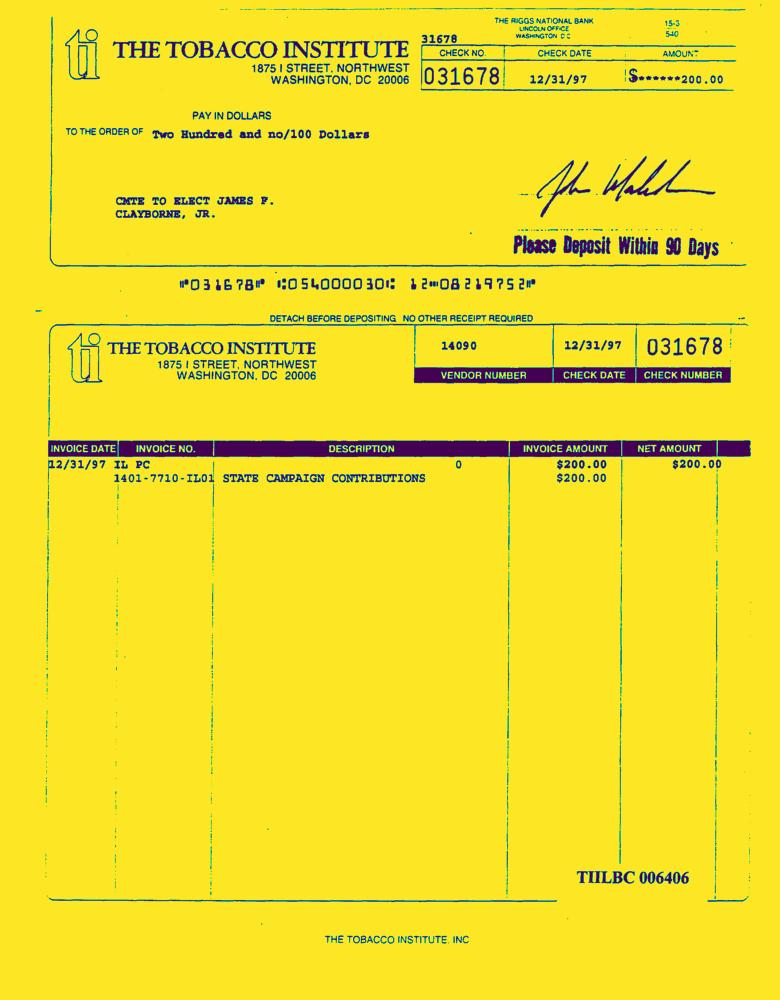 THE RIGGS NATIONAL BANK
LINCOLN OFFICE
WASHINGTON D C
15-3
540
ti THE TOBACCO INSTITUTE
1875 I STREET, NORTHWEST
WASHINGTON, DC 20006
31678
CHECK NO. CHECK DATE AMOUNT
031678 12/31/97 $******200.00
PAY IN DOLLARS
TO THE ORDER OF Two Hundred and no/100 Dollars
CMTE TO ELECT JAMES F.
CLAYBORNE, JR.
Please Deposit Within 90 Days
⑈031678⑈ ⑆054000030⑆ 12⑉08219752⑈
DETACH BEFORE DEPOSITING NO OTHER RECEIPT REQUIRED
ti THE TOBACCO INSTITUTE
1875 I STREET, NORTHWEST
WASHINGTON, DC 20006
14090 12/31/97 031678
VENDOR NUMBER CHECK DATE CHECK NUMBER
INVOICE DATE INVOICE NO. DESCRIPTION INVOICE AMOUNT NET AMOUNT
12/31/97 IL PC 0 $200.00 $200.00
1401-7710-IL01 STATE CAMPAIGN CONTRIBUTIONS $200.00
TIILBC 006406
THE TOBACCO INSTITUTE, INC